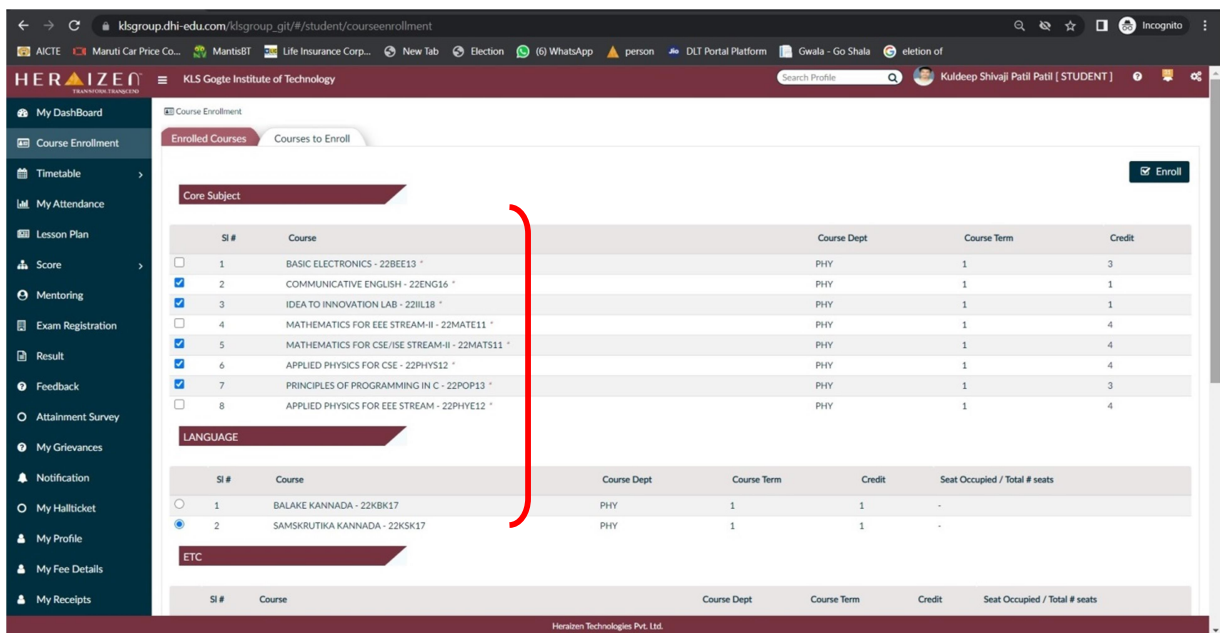 klsgroup.dhi-edu.com/klsgroup_git/#/student/courseenrollment
Incognito
AICTE Maruti Car Price Co... MantisBT Life Insurance Corp... New Tab Election (6) WhatsApp person DLT Portal Platform Gwala - Go Shala eletion of
HERAIZEN
TRANSFORM.TRANSCEND
KLS Gogte Institute of Technology
Search Profile
Kuldeep Shivaji Patil Patil [ STUDENT ]
My DashBoard
Course Enrollment
Timetable
My Attendance
Lesson Plan
Score
Mentoring
Exam Registration
Result
Feedback
Attainment Survey
My Grievances
Notification
My Hallticket
My Profile
My Fee Details
My Receipts
Course Enrollment
Enrolled Courses Courses to Enroll
Enroll
Core Subject
Sl # Course Course Dept Course Term Credit
1 BASIC ELECTRONICS - 22BEE13 * PHY 1 3
2 COMMUNICATIVE ENGLISH - 22ENG16 * PHY 1 1
3 IDEA TO INNOVATION LAB - 22IIL18 * PHY 1 1
4 MATHEMATICS FOR EEE STREAM-II - 22MATE11 * PHY 1 4
5 MATHEMATICS FOR CSE/ISE STREAM-II - 22MATS11 * PHY 1 4
6 APPLIED PHYSICS FOR CSE - 22PHYS12 * PHY 1 4
7 PRINCIPLES OF PROGRAMMING IN C - 22POP13 * PHY 1 3
8 APPLIED PHYSICS FOR EEE STREAM - 22PHYE12 * PHY 1 4
LANGUAGE
Sl # Course Course Dept Course Term Credit Seat Occupied / Total # seats
1 BALAKE KANNADA - 22KBK17 PHY 1 1 -
2 SAMSKRUTIKA KANNADA - 22KSK17 PHY 1 1 -
ETC
Sl # Course Course Dept Course Term Credit Seat Occupied / Total # seats
Heraizen Technologies Pvt. Ltd.